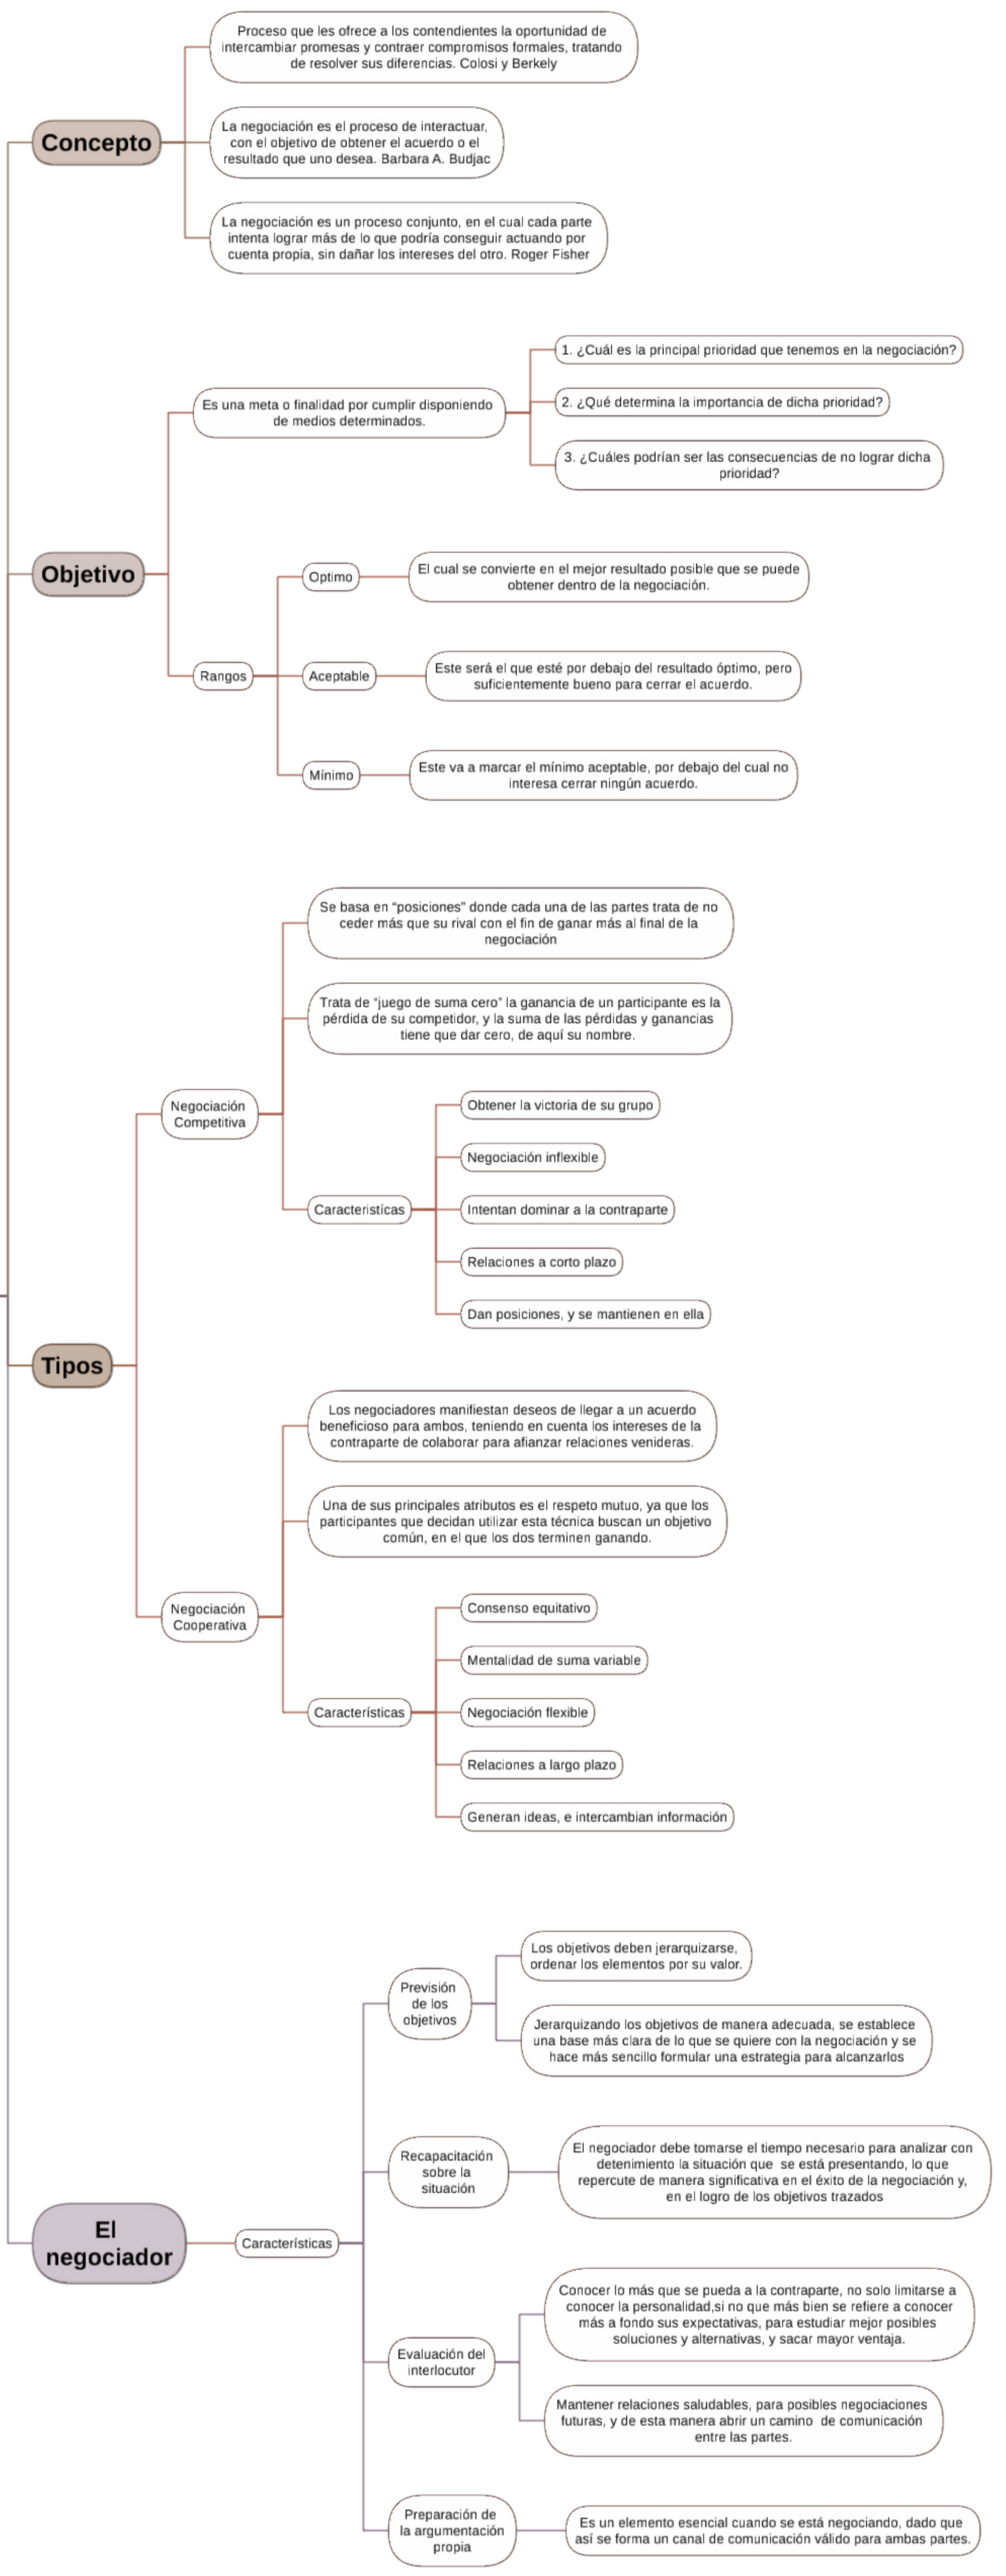 Concepto
Proceso que les ofrece a los contendientes la oportunidad de
intercambiar promesas y contraer compromisos formales, tratando
de resolver sus diferencias. Colosi y Berkely
La negociación es el proceso de interactuar,
con el objetivo de obtener el acuerdo o el
resultado que uno desea. Barbara A. Budjac
La negociación es un proceso conjunto, en el cual cada parte
intenta lograr más de lo que podría conseguir actuando por
cuenta propia, sin dañar los intereses del otro. Roger Fisher
Objetivo
Es una meta o finalidad por cumplir disponiendo
de medios determinados.
1. ¿Cuál es la principal prioridad que tenemos en la negociación?
2. ¿Qué determina la importancia de dicha prioridad?
3. ¿Cuáles podrían ser las consecuencias de no lograr dicha
prioridad?
Rangos
Optimo
El cual se convierte en el mejor resultado posible que se puede
obtener dentro de la negociación.
Aceptable
Este será el que esté por debajo del resultado óptimo, pero
suficientemente bueno para cerrar el acuerdo.
Mínimo
Este va a marcar el mínimo aceptable, por debajo del cual no
interesa cerrar ningún acuerdo.
Tipos
Negociación
Competitiva
Se basa en “posiciones” donde cada una de las partes trata de no
ceder más que su rival con el fin de ganar más al final de la
negociación
Trata de “juego de suma cero” la ganancia de un participante es la
pérdida de su competidor, y la suma de las pérdidas y ganancias
tiene que dar cero, de aquí su nombre.
Caracteristícas
Obtener la victoria de su grupo
Negociación inflexible
Intentan dominar a la contraparte
Relaciones a corto plazo
Dan posiciones, y se mantienen en ella
Negociación
Cooperativa
Los negociadores manifiestan deseos de llegar a un acuerdo
beneficioso para ambos, teniendo en cuenta los intereses de la
contraparte de colaborar para afianzar relaciones venideras.
Una de sus principales atributos es el respeto mutuo, ya que los
participantes que decidan utilizar esta técnica buscan un objetivo
común, en el que los dos terminen ganando.
Características
Consenso equitativo
Mentalidad de suma variable
Negociación flexible
Relaciones a largo plazo
Generan ideas, e intercambian información
El
negociador
Características
Previsión
de los
objetivos
Los objetivos deben jerarquizarse,
ordenar los elementos por su valor.
Jerarquizando los objetivos de manera adecuada, se establece
una base más clara de lo que se quiere con la negociación y se
hace más sencillo formular una estrategia para alcanzarlos
Recapacitación
sobre la
situación
El negociador debe tomarse el tiempo necesario para analizar con
detenimiento la situación que se está presentando, lo que
repercute de manera significativa en el éxito de la negociación y,
en el logro de los objetivos trazados
Evaluación del
interlocutor
Conocer lo más que se pueda a la contraparte, no solo limitarse a
conocer la personalidad,si no que más bien se refiere a conocer
más a fondo sus expectativas, para estudiar mejor posibles
soluciones y alternativas, y sacar mayor ventaja.
Mantener relaciones saludables, para posibles negociaciones
futuras, y de esta manera abrir un camino de comunicación
entre las partes.
Preparación de
la argumentación
propia
Es un elemento esencial cuando se está negociando, dado que
así se forma un canal de comunicación válido para ambas partes.